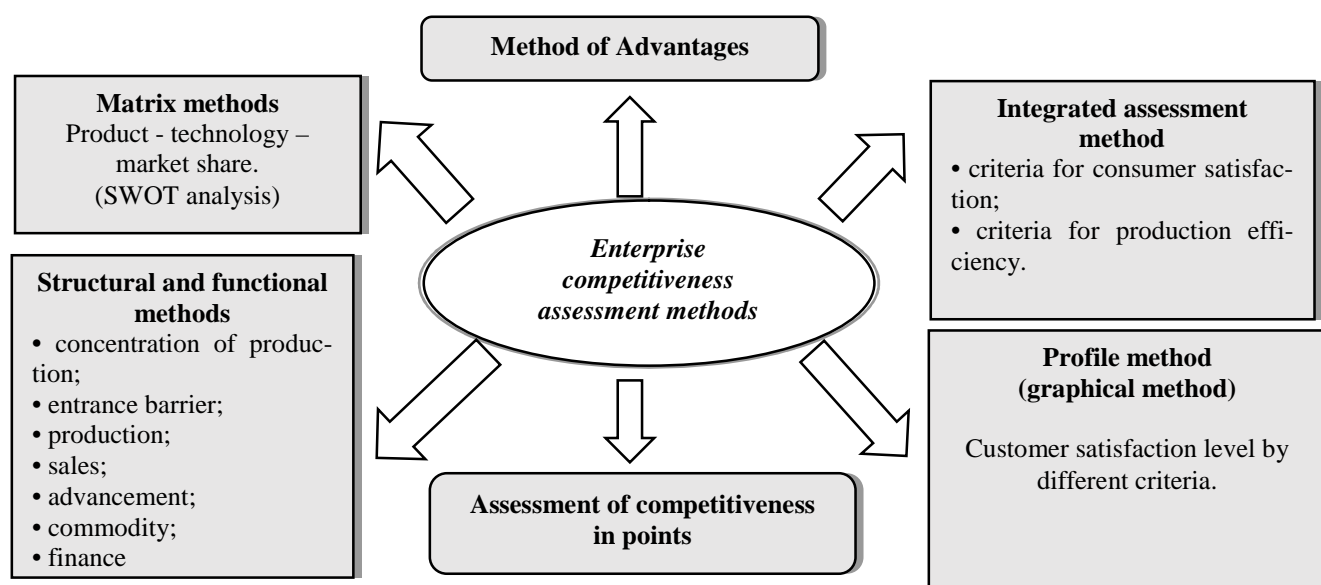 Method of Advantages
Matrix methods
Product - technology –
market share.
(SWOT analysis)
Integrated assessment
method
• criteria for consumer satisfac-
tion;
• criteria for production effi-
ciency.
Enterprise
competitiveness
assessment methods
Structural and functional
methods
• concentration of produc-
tion;
• entrance barrier;
• production;
• sales;
• advancement;
• commodity;
• finance
Profile method
(graphical method)
Customer satisfaction level by
different criteria.
Assessment of competitiveness
in points